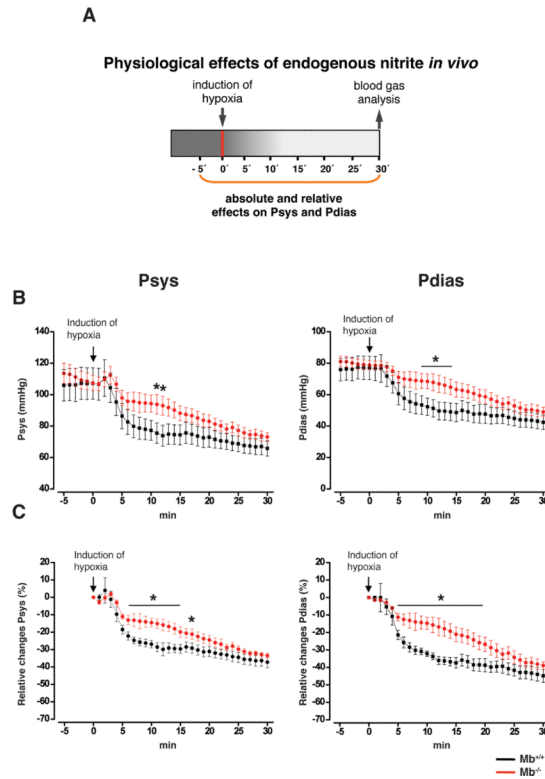 A
Physiological effects of endogenous nitrite in vivo
induction of
hypoxia
blood gas
analysis
-5´ 0´ 5´ 10´ 15´ 20´ 25´ 30´
absolute and relative
effects on Psys and Pdias
Psys
Pdias
B
Induction of
hypoxia
**
Psys (mmHg)
140
120
100
80
60
40
-5 0 5 10 15 20 25 30
min
Induction of
hypoxia
*
Pdias (mmHg)
100
80
60
40
20
0
-5 0 5 10 15 20 25 30
min
C
Induction of
hypoxia
*
*
Relative changes Psys (%)
20
10
0
-10
-20
-30
-40
-50
-60
-70
-5 0 5 10 15 20 25 30
min
Induction of
hypoxia
*
Relative changes Pdias (%)
20
10
0
-10
-20
-30
-40
-50
-60
-70
-5 0 5 10 15 20 25 30
min
Mb+/+
Mb-/-